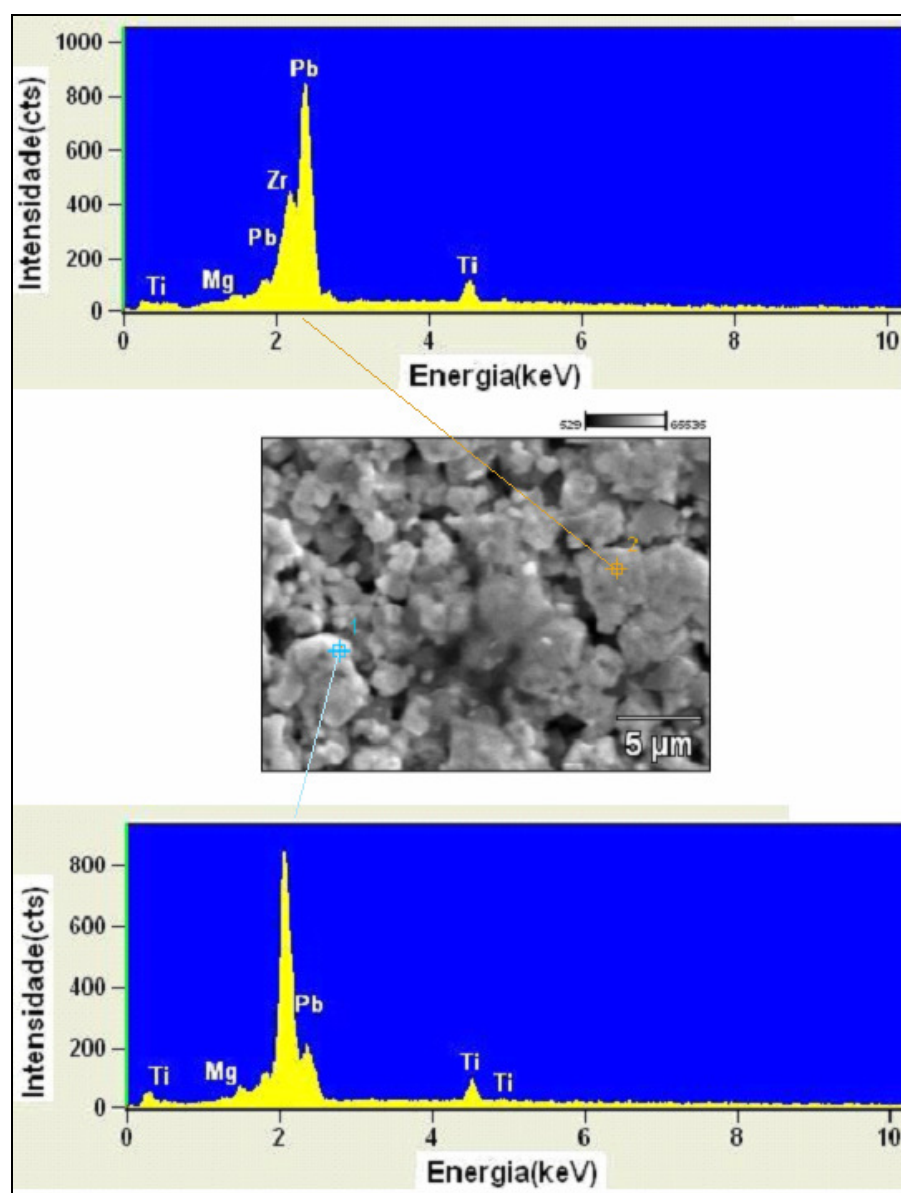 1000
Pb
800
600
Zr
400
Pb
200
Ti
Mg
Ti
0
Intensidade(cts)
0 2 4 6 8 10
Energia(keV)
529 65535
2
1
5 µm
800
600
400
Pb
200
Ti
Mg
Ti
Ti
0
Intensidade(cts)
0 2 4 6 8 10
Energia(keV)